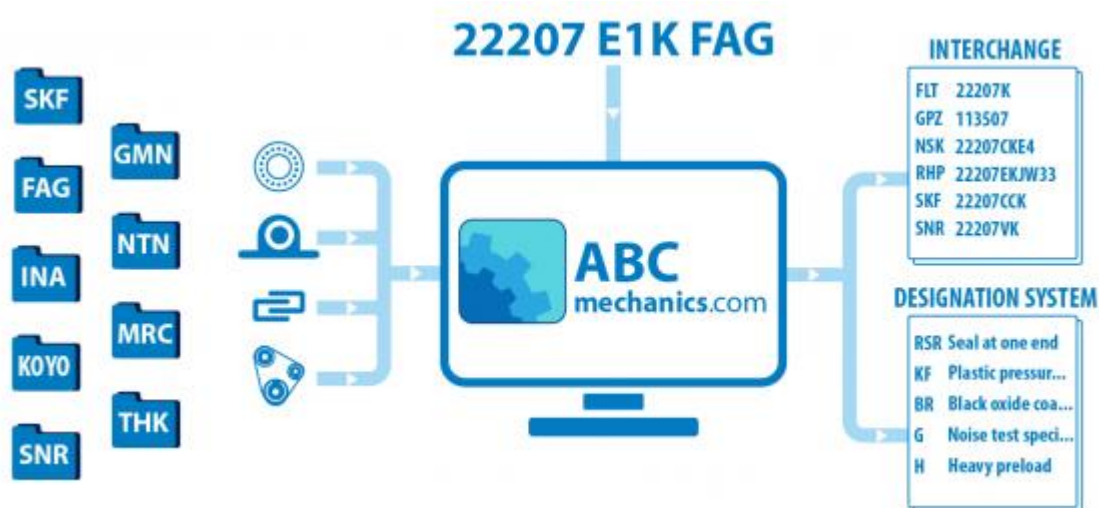 22207 E1K FAG
SKF
FAG
INA
KOYO
SNR
GMN
NTN
MRC
THK
ABC
mechanics.com
INTERCHANGE
FLT 22207K
GPZ 113507
NSK 22207CKE4
RHP 22207EKJW33
SKF 22207CCK
SNR 22207VK
DESIGNATION SYSTEM
RSR Seal at one end
KF Plastic pressur...
BR Black oxide coa...
G Noise test speci...
H Heavy preload